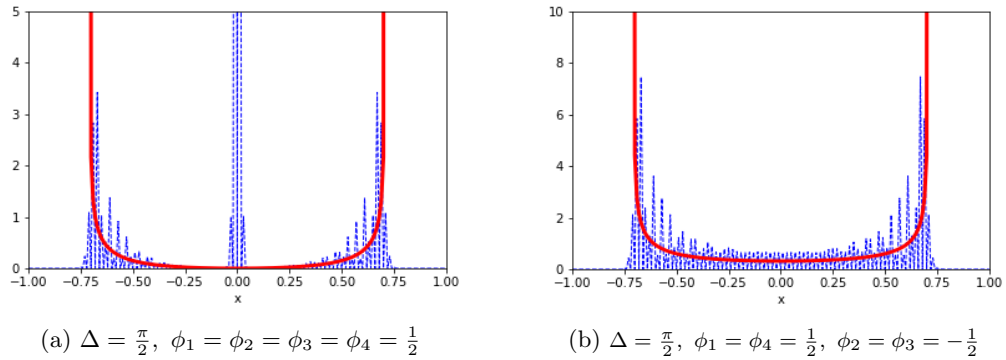 5
4
3
2
1
0
−1.00 −0.75 −0.50 −0.25 0.00 0.25 0.50 0.75 1.00
x
(a) Δ = π/2, ϕ₁ = ϕ₂ = ϕ₃ = ϕ₄ = 1/2
10
8
6
4
2
0
−1.00 −0.75 −0.50 −0.25 0.00 0.25 0.50 0.75 1.00
x
(b) Δ = π/2, ϕ₁ = ϕ₄ = 1/2, ϕ₂ = ϕ₃ = −1/2